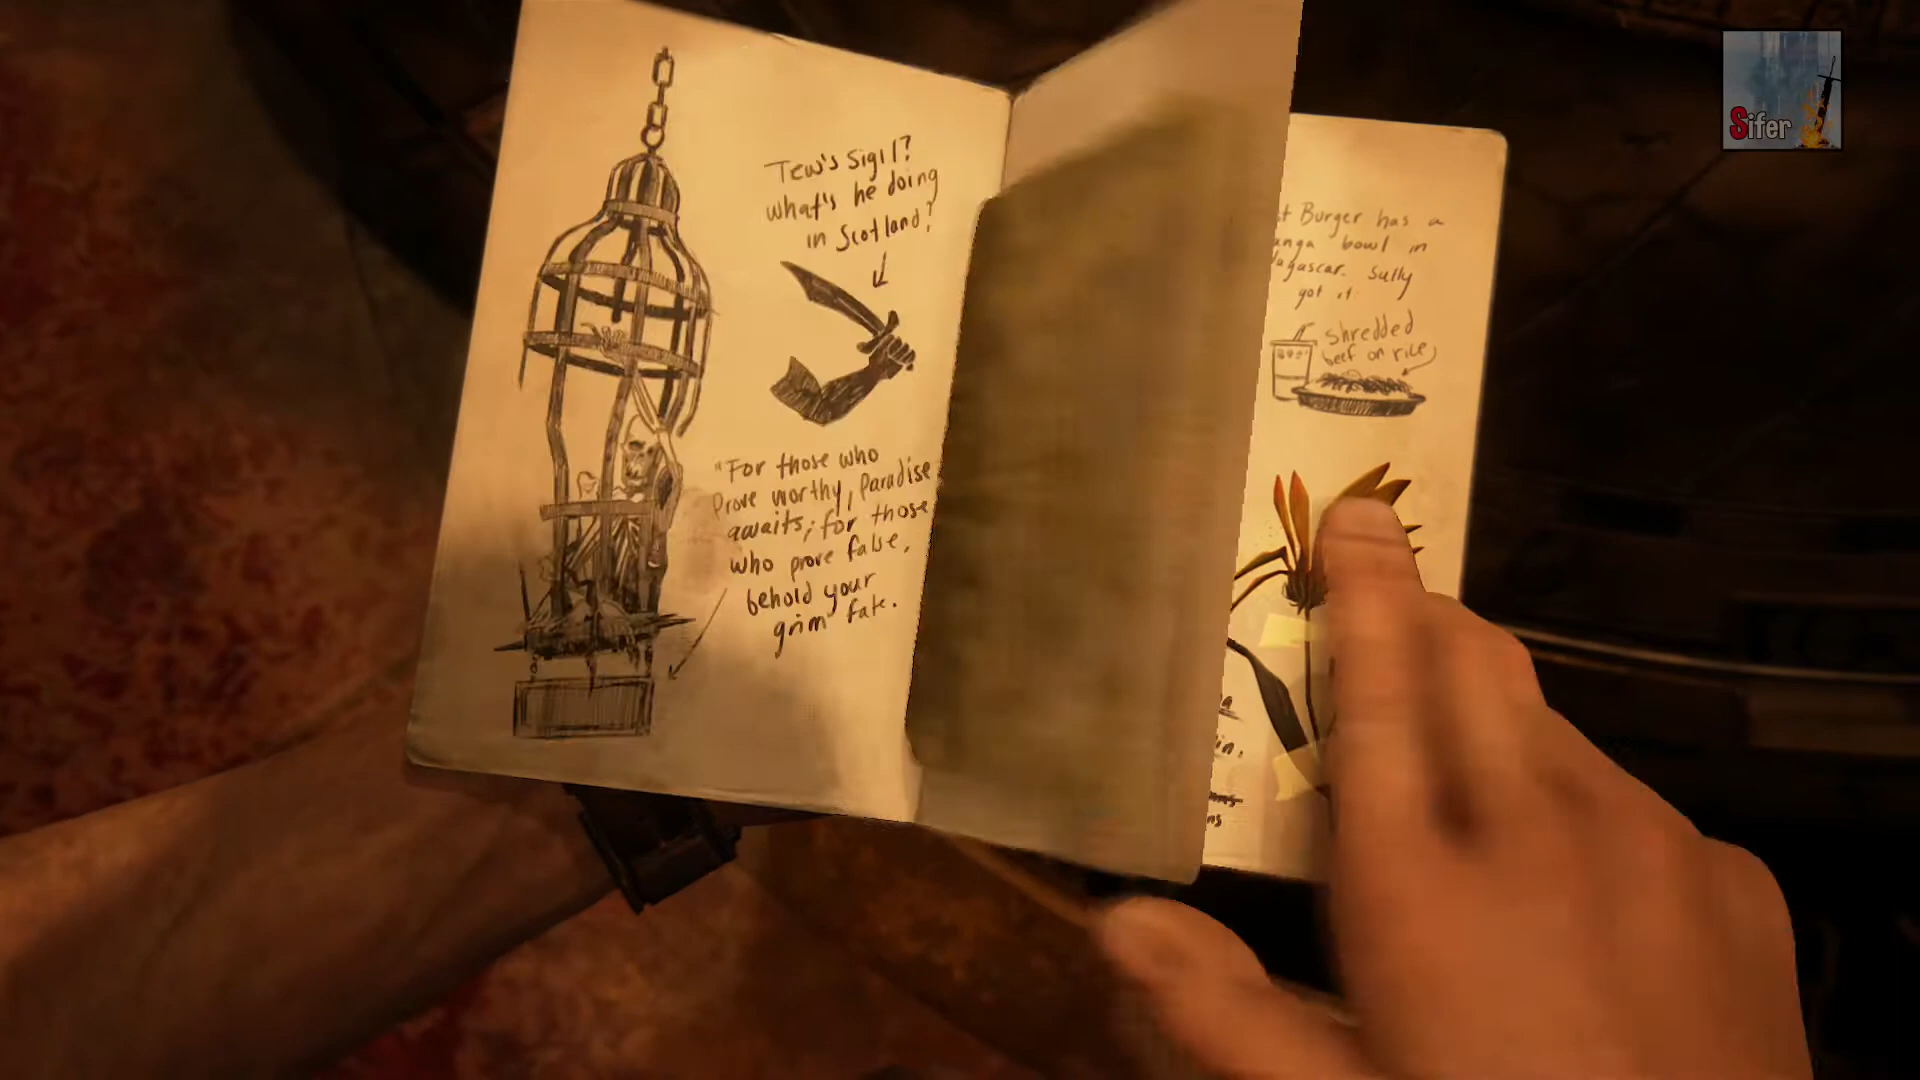 Tew's Sigil?
what's he doing
in Scotland?
"For those who
Prove worthy, Paradise
awaits; for those
who prove false,
behold your
grim fate.
Burger has a
bowl in
Sully
got it.
shredded
beef on rice
Sifer